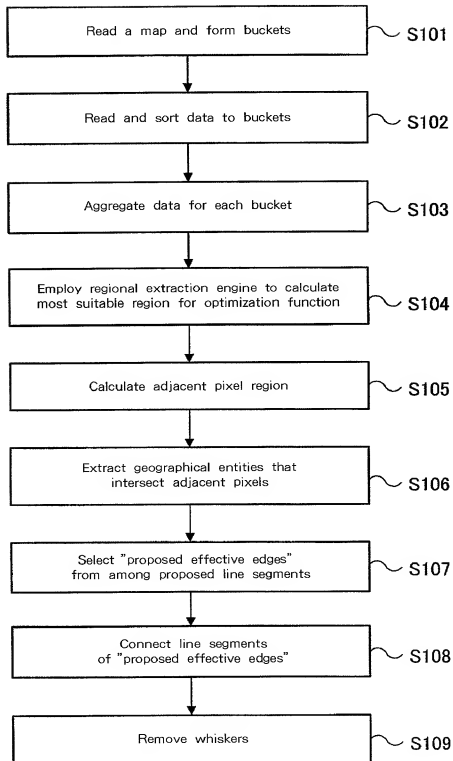 Read a map and form buckets
S101
Read and sort data to buckets
S102
Aggregate data for each bucket
S103
Employ regional extraction engine to calculate
most suitable region for optimization function
S104
Calculate adjacent pixel region
S105
Extract geographical entities that
intersect adjacent pixels
S106
Select "proposed effective edges"
from among proposed line segments
S107
Connect line segments
of "proposed effective edges"
S108
Remove whiskers
S109